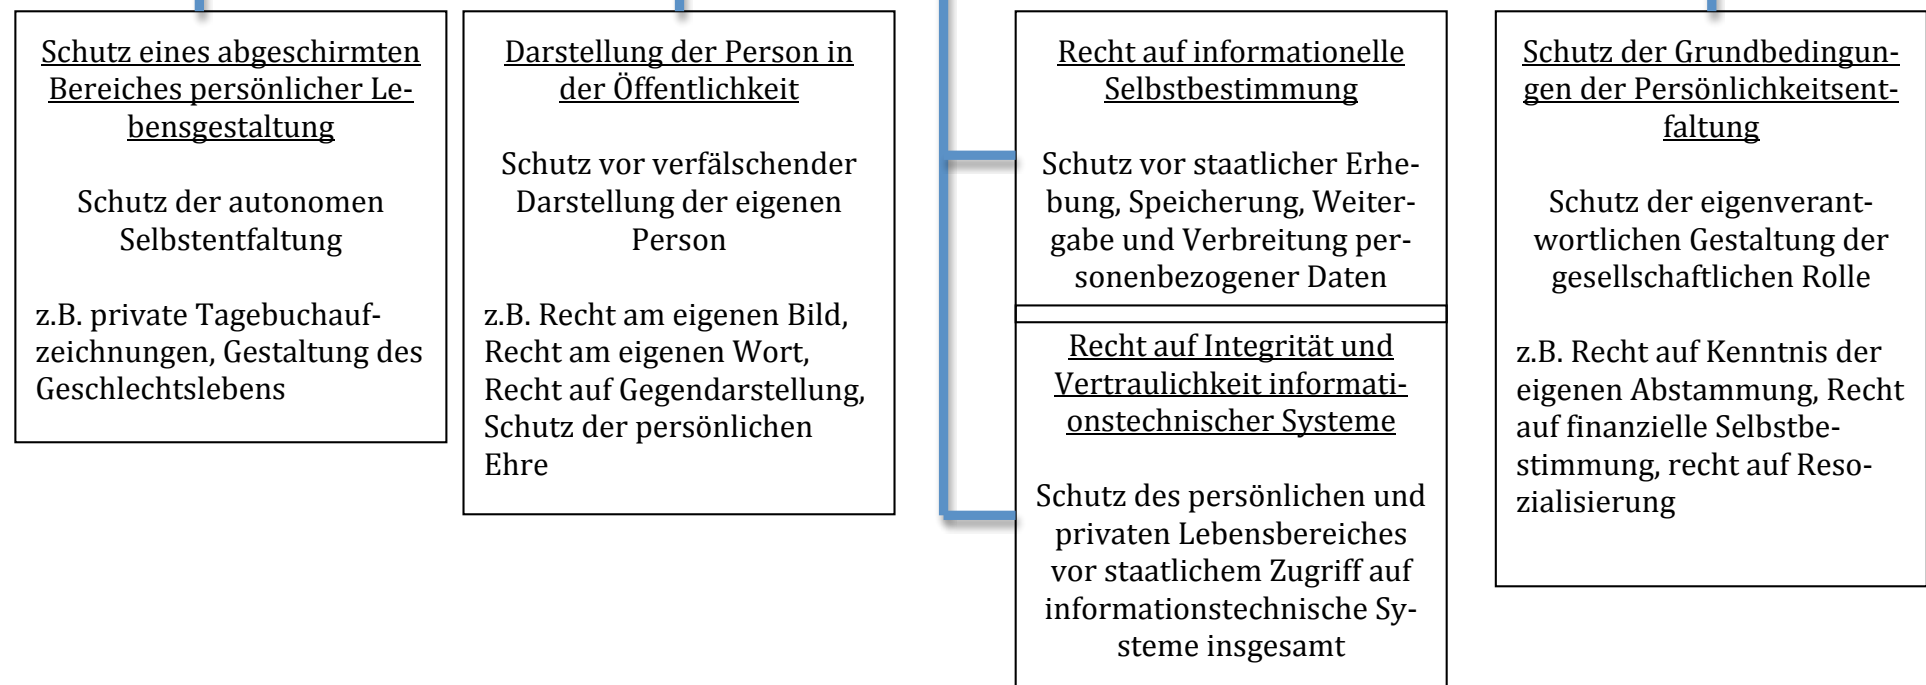 Schutz eines abgeschirmten
Bereiches persönlicher Le-
bensgestaltung
Schutz der autonomen
Selbstentfaltung
z.B. private Tagebuchauf-
zeichnungen, Gestaltung des
Geschlechtslebens
Darstellung der Person in
der Öffentlichkeit
Schutz vor verfälschender
Darstellung der eigenen
Person
z.B. Recht am eigenen Bild,
Recht am eigenen Wort,
Recht auf Gegendarstellung,
Schutz der persönlichen
Ehre
Recht auf informationelle
Selbstbestimmung
Schutz vor staatlicher Erhe-
bung, Speicherung, Weiter-
gabe und Verbreitung per-
sonenbezogener Daten
Recht auf Integrität und
Vertraulichkeit informati-
onstechnischer Systeme
Schutz des persönlichen und
privaten Lebensbereiches
vor staatlichem Zugriff auf
informationstechnische Sy-
steme insgesamt
Schutz der Grundbedingun-
gen der Persönlichkeitsent-
faltung
Schutz der eigenverant-
wortlichen Gestaltung der
gesellschaftlichen Rolle
z.B. Recht auf Kenntnis der
eigenen Abstammung, Recht
auf finanzielle Selbstbe-
stimmung, recht auf Reso-
zialisierung